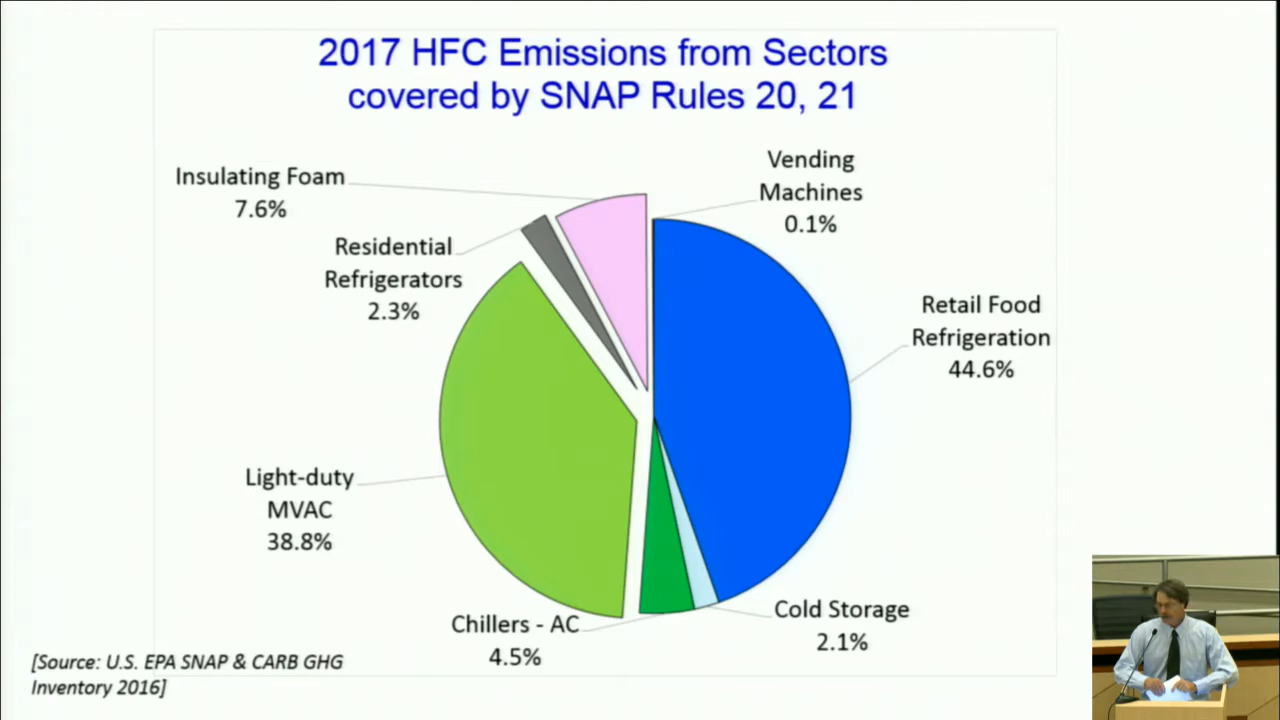 2017 HFC Emissions from Sectors
covered by SNAP Rules 20, 21
Vending
Machines
0.1%
Insulating Foam
7.6%
Residential
Refrigerators
2.3%
Retail Food
Refrigeration
44.6%
Light-duty
MVAC
38.8%
Cold Storage
2.1%
Chillers - AC
4.5%
[Source: U.S. EPA SNAP & CARB GHG
Inventory 2016]